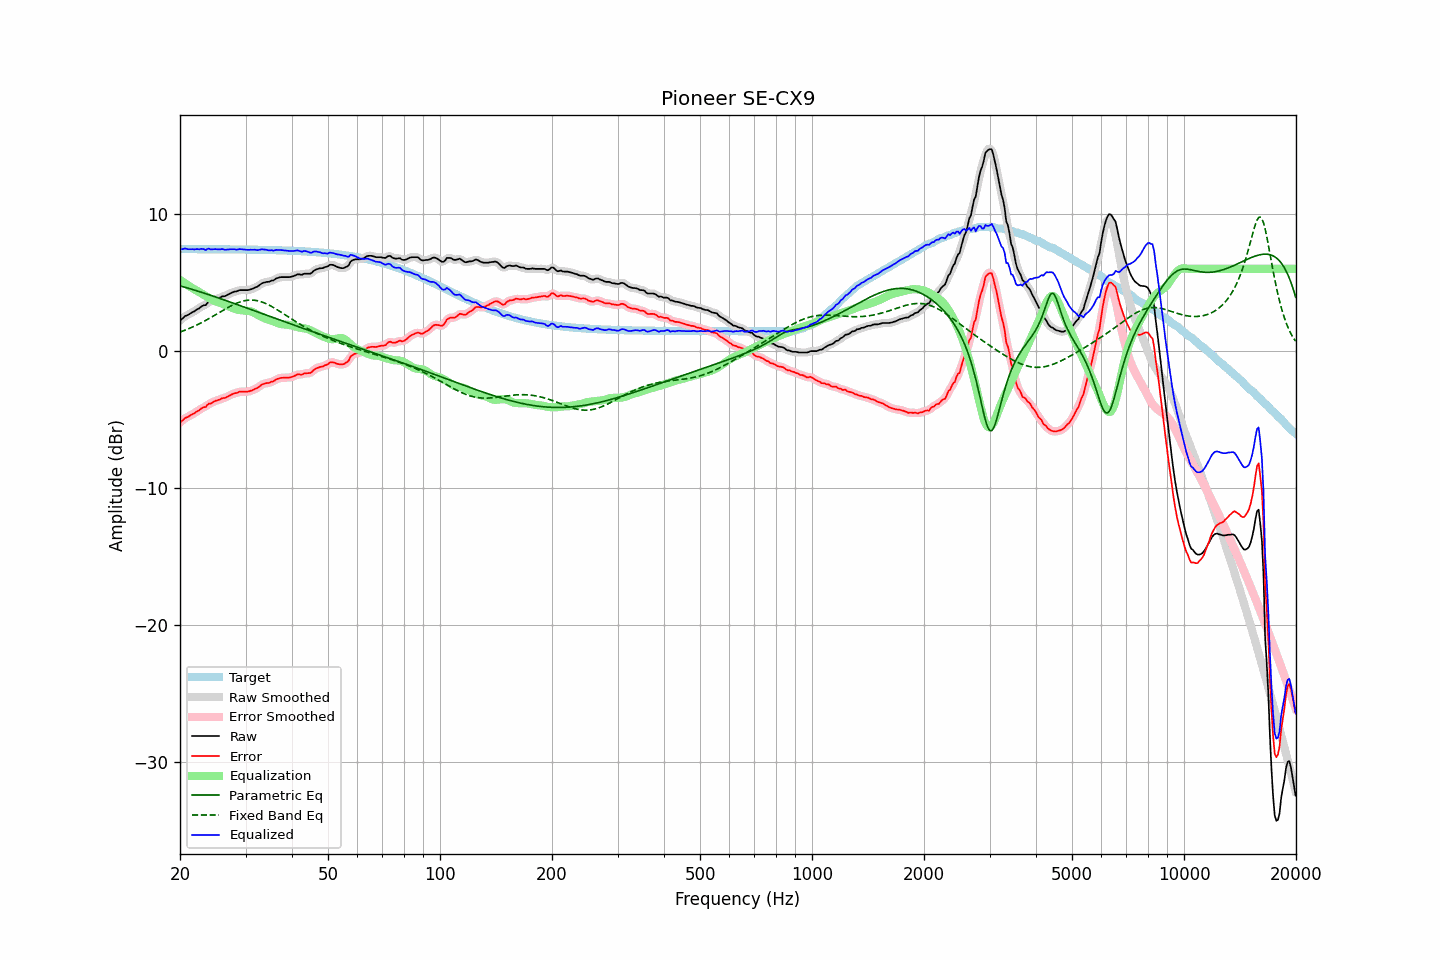 Pioneer SE-CX9
Amplitude (dBr)
10
0
−10
−20
−30
Target
Raw Smoothed
Error Smoothed
Raw
Error
Equalization
Parametric Eq
Fixed Band Eq
Equalized
20 50 100 200 500 1000 2000 5000 10000 20000
Frequency (Hz)